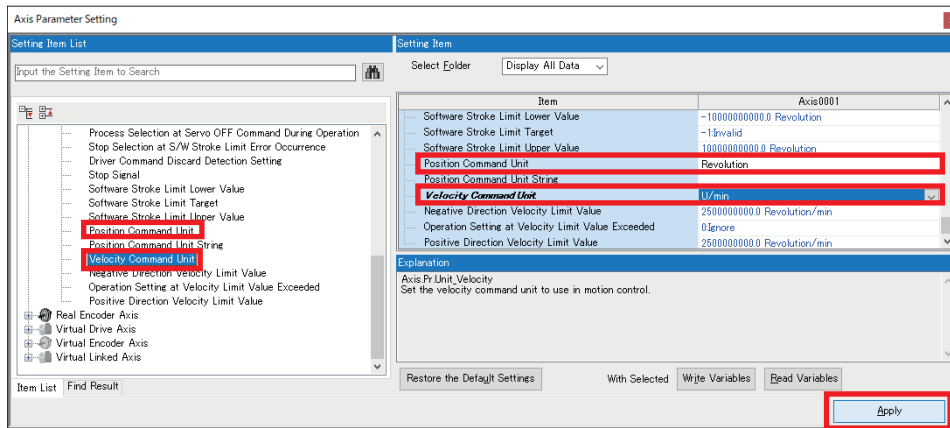 Axis Parameter Setting
Setting Item List
Input the Setting Item to Search
Process Selection at Servo OFF Command During Operation
Stop Selection at S/W Stroke Limit Error Occurrence
Driver Command Discard Detection Setting
Stop Signal
Software Stroke Limit Lower Value
Software Stroke Limit Target
Software Stroke Limit Upper Value
Position Command Unit
Position Command Unit String
Velocity Command Unit
Negative Direction Velocity Limit Value
Operation Setting at Velocity Limit Value Exceeded
Positive Direction Velocity Limit Value
Real Encoder Axis
Virtual Drive Axis
Virtual Encoder Axis
Virtual Linked Axis
Item List Find Result
Setting Item
Select Folder Display All Data
Item Axis0001
Software Stroke Limit Lower Value -10000000000.0 Revolution
Software Stroke Limit Target -1:Invalid
Software Stroke Limit Upper Value 10000000000.0 Revolution
Position Command Unit Revolution
Position Command Unit String
Velocity Command Unit U/min
Negative Direction Velocity Limit Value 2500000000.0 Revolution/min
Operation Setting at Velocity Limit Value Exceeded 0:Ignore
Positive Direction Velocity Limit Value 2500000000.0 Revolution/min
Explanation
Axis.Pr.Unit_Velocity
Set the velocity command unit to use in motion control.
Restore the Default Settings With Selected Write Variables Read Variables
Apply